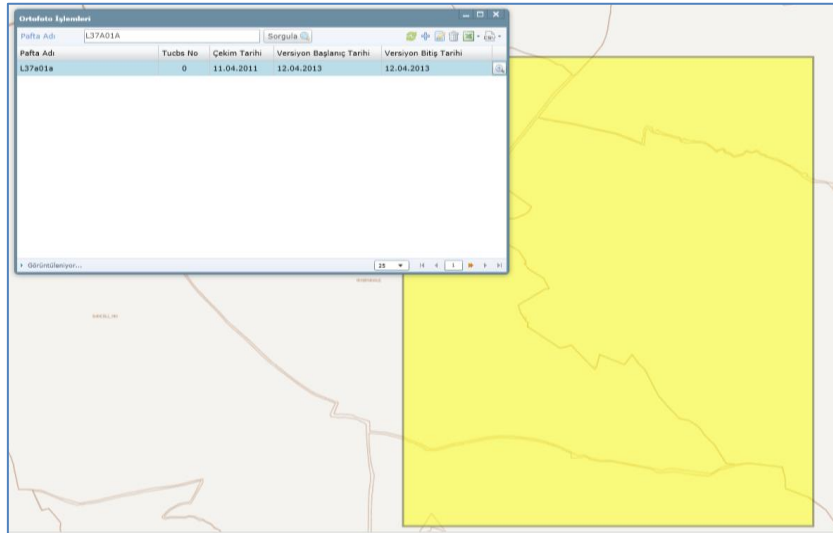 Ortofoto İşlemleri
Pafta Adı L37A01A Sorgula
Pafta Adı Tucbs No Çekim Tarihi Versiyon Başlanıç Tarihi Versiyon Bitiş Tarihi
L37a01a 0 11.04.2011 12.04.2013 12.04.2013
Görüntüleniyor... 25 1